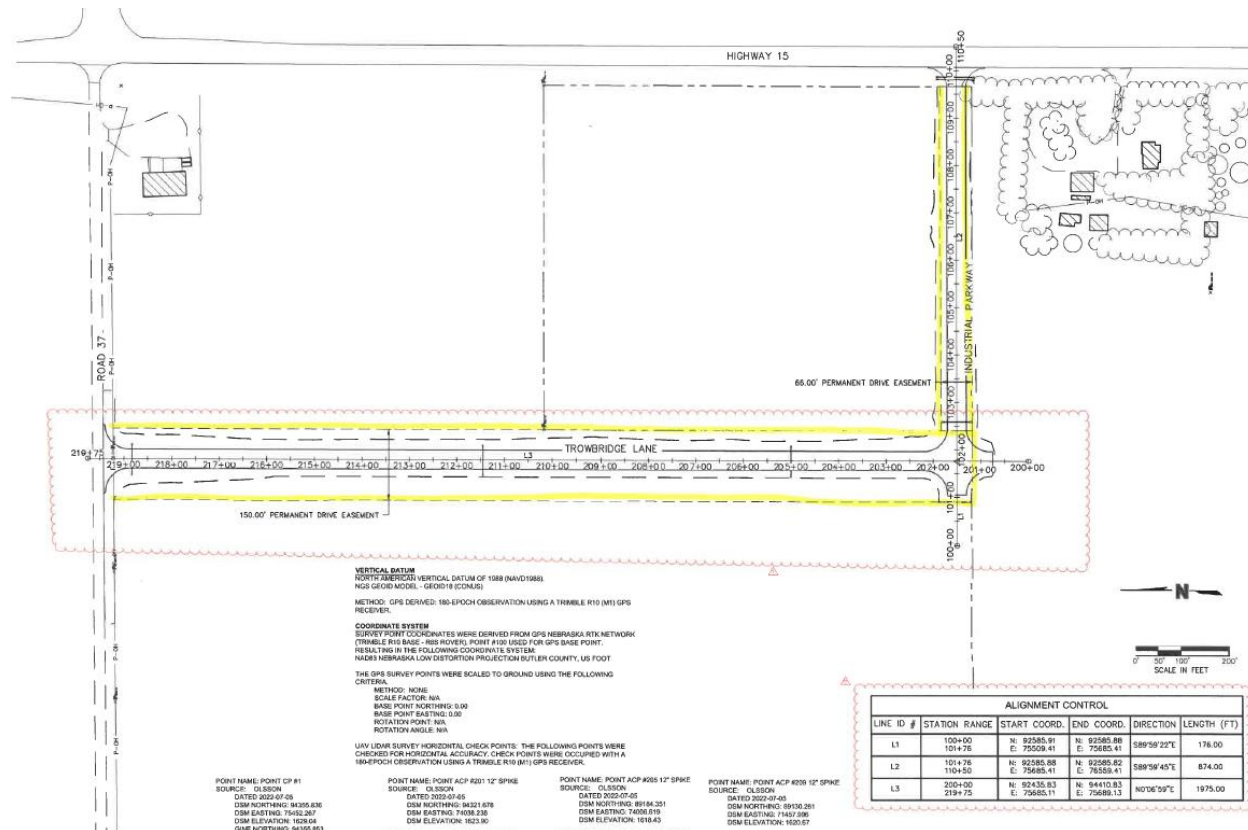 HIGHWAY 15
110+50
110+00
109+00
108+00
107+00
106+00
105+00
104+00
103+00
102+00
101+00
100+00
L2
L1
INDUSTRIAL PARKWAY
P-OH
P-OH
P-OH
P-OH
P-OH
ROAD 37
65.00' PERMANENT DRIVE EASEMENT
TROWBRIDGE LANE
L3
219+75
219+00
218+00
217+00
216+00
215+00
214+00
213+00
212+00
211+00
210+00
209+00
208+00
207+00
206+00
205+00
204+00
203+00
202+00
201+00
200+00
150.00' PERMANENT DRIVE EASEMENT
VERTICAL DATUM
NORTH AMERICAN VERTICAL DATUM OF 1988 (NAVD1988).
NGS GEOID MODEL - GEOID18 (CONUS)
METHOD: GPS DERIVED: 180-EPOCH OBSERVATION USING A TRIMBLE R10 (M1) GPS
RECEIVER.
COORDINATE SYSTEM
SURVEY POINT COORDINATES WERE DERIVED FROM GPS NEBRASKA RTK NETWORK
(TRIMBLE R10 BASE - R8S ROVER). POINT #100 USED FOR GPS BASE POINT.
RESULTING IN THE FOLLOWING COORDINATE SYSTEM:
NAD83 NEBRASKA LOW DISTORTION PROJECTION BUTLER COUNTY, US FOOT
THE GPS SURVEY POINTS WERE SCALED TO GROUND USING THE FOLLOWING
CRITERIA.
METHOD: NONE
SCALE FACTOR: N/A
BASE POINT NORTHING: 0.00
BASE POINT EASTING: 0.00
ROTATION POINT: N/A
ROTATION ANGLE: N/A
UAV LIDAR SURVEY HORIZONTAL CHECK POINTS: THE FOLLOWING POINTS WERE
CHECKED FOR HORIZONTAL ACCURACY. CHECK POINTS WERE OCCUPIED WITH A
180-EPOCH OBSERVATION USING A TRIMBLE R10 (M1) GPS RECEIVER.
N
0' 50' 100' 200'
SCALE IN FEET
ALIGNMENT CONTROL
LINE ID # STATION RANGE START COORD. END COORD. DIRECTION LENGTH (FT)
L1 100+00 101+76 N: 92585.91 E: 75509.41 N: 92585.88 E: 75685.41 S89°59'22"E 176.00
L2 101+76 110+50 N: 92585.88 E: 75685.41 N: 92585.82 E: 76559.41 S89°59'45"E 874.00
L3 200+00 219+75 N: 92435.83 E: 75685.11 N: 94410.83 E: 75689.13 N0°06'59"E 1975.00
POINT NAME: POINT CP #1
SOURCE: OLSSON
DATED 2022-07-05
DSM NORTHING: 94355.836
DSM EASTING: 75452.267
DSM ELEVATION: 1629.04
POINT NAME: POINT ACP #201 12" SPIKE
SOURCE: OLSSON
DATED 2022-07-05
DSM NORTHING: 94321.678
DSM EASTING: 74038.238
DSM ELEVATION: 1623.90
POINT NAME: POINT ACP #205 12" SPIKE
SOURCE: OLSSON
DATED 2022-07-05
DSM NORTHING: 89184.351
DSM EASTING: 74006.619
DSM ELEVATION: 1618.43
POINT NAME: POINT ACP #209 12" SPIKE
SOURCE: OLSSON
DATED 2022-07-05
DSM NORTHING: 89130.261
DSM EASTING: 71457.996
DSM ELEVATION: 1620.57